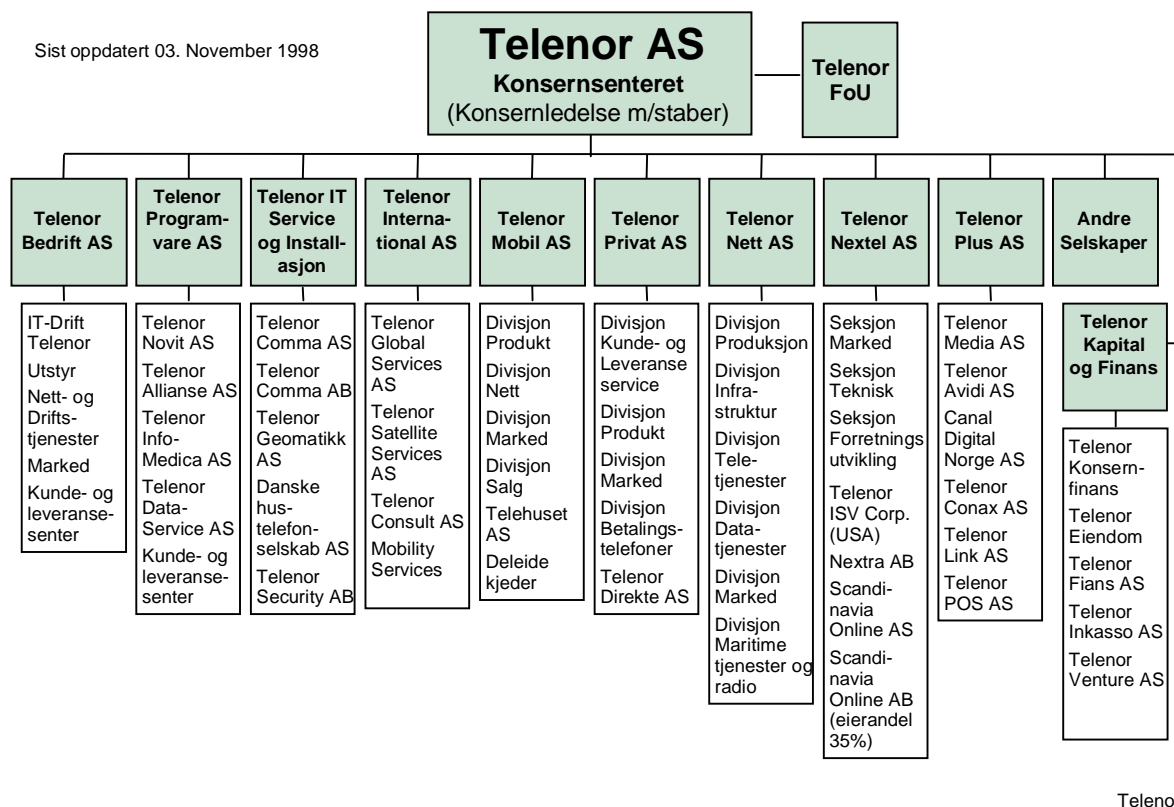 Sist oppdatert 03. November 1998
Telenor AS
Konsernsenteret
(Konsernledelse m/staber)
Telenor
FoU
Telenor
Bedrift AS
Telenor
Program-
vare AS
Telenor IT
Service
og Install-
asjon
Telenor
Interna-
tional AS
Telenor
Mobil AS
Telenor
Privat AS
Telenor
Nett AS
Telenor
Nextel AS
Telenor
Plus AS
Andre
Selskaper
IT-Drift
Telenor
Utstyr
Nett- og
Drifts-
tjenester
Marked
Kunde- og
leveranse-
senter
Telenor
Novit AS
Telenor
Allianse AS
Telenor
Info-
Medica AS
Telenor
Data-
Service AS
Kunde- og
leveranse-
senter
Telenor
Comma AS
Telenor
Comma AB
Telenor
Geomatikk
AS
Danske
hus-
telefon-
selskab AS
Telenor
Security AB
Telenor
Global
Services
AS
Telenor
Satellite
Services
AS
Telenor
Consult AS
Mobility
Services
Divisjon
Produkt
Divisjon
Nett
Divisjon
Marked
Divisjon
Salg
Telehuset
AS
Deleide
kjeder
Divisjon
Kunde- og
Leveranse
service
Divisjon
Produkt
Divisjon
Marked
Divisjon
Betalings-
telefoner
Telenor
Direkte AS
Divisjon
Produksjon
Divisjon
Infra-
struktur
Divisjon
Tele-
tjenester
Divisjon
Data-
tjenester
Divisjon
Marked
Divisjon
Maritime
tjenester og
radio
Seksjon
Marked
Seksjon
Teknisk
Seksjon
Forretnings
utvikling
Telenor
ISV Corp.
(USA)
Nextra AB
Scandi-
navia
Online AS
Scandi-
navia
Online AB
(eierandel
35%)
Telenor
Media AS
Telenor
Avidi AS
Canal
Digital
Norge AS
Telenor
Conax AS
Telenor
Link AS
Telenor
POS AS
Telenor
Kapital
og Finans
Telenor
Konsern-
finans
Telenor
Eiendom
Telenor
Fians AS
Telenor
Inkasso AS
Telenor
Venture AS
Teleno